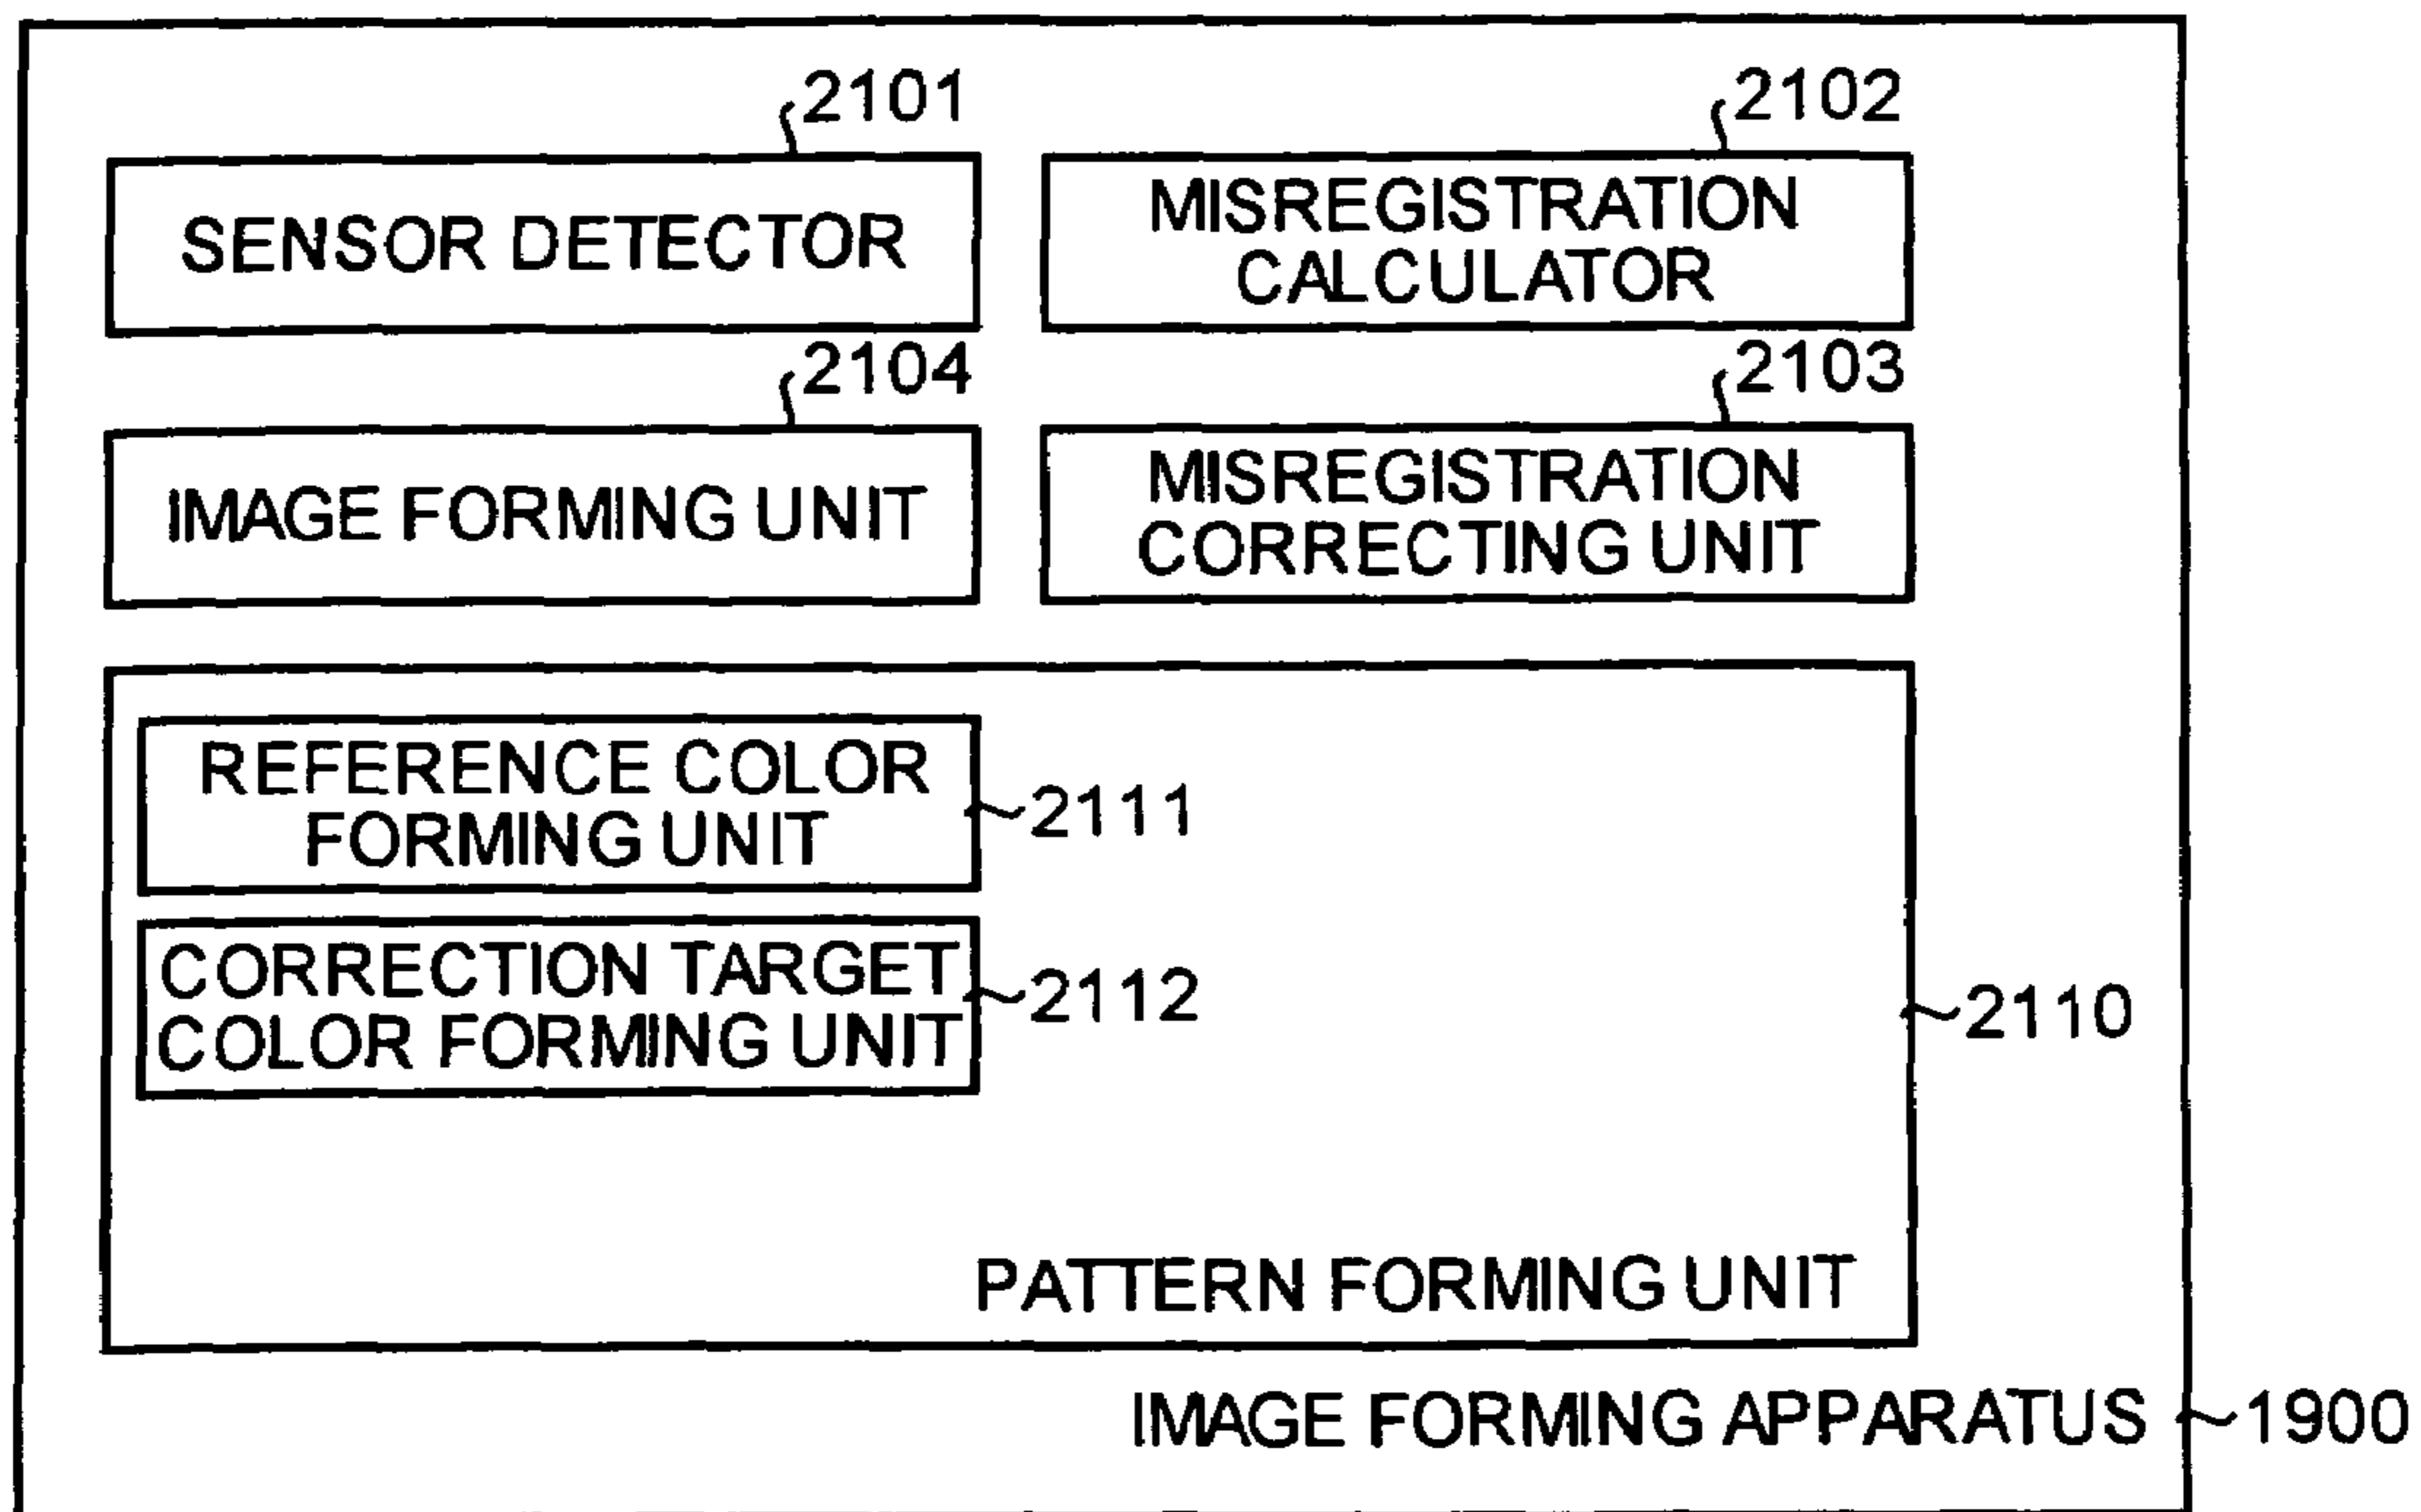 2101
2102
SENSOR DETECTOR
MISREGISTRATION
CALCULATOR
2104
2103
IMAGE FORMING UNIT
MISREGISTRATION
CORRECTING UNIT
REFERENCE COLOR
FORMING UNIT
2111
CORRECTION TARGET
COLOR FORMING UNIT
2112
2110
PATTERN FORMING UNIT
IMAGE FORMING APPARATUS
1900